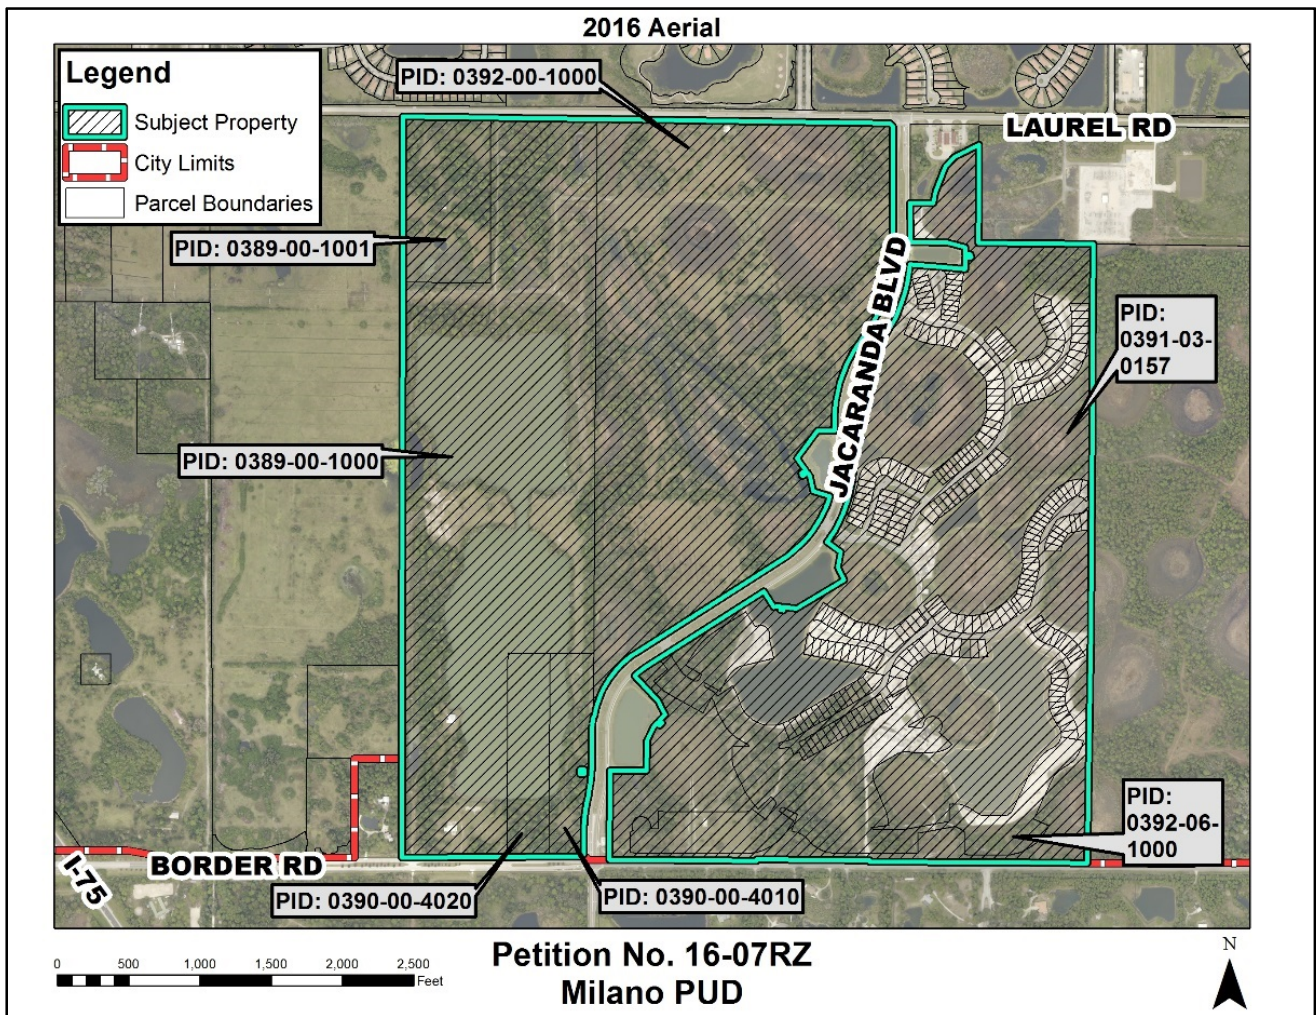 2016 Aerial
Legend
Subject Property
City Limits
Parcel Boundaries
PID: 0392-00-1000
LAUREL RD
PID: 0389-00-1001
JACARANDA BLVD
PID:
0391-03-
0157
PID: 0389-00-1000
PID:
0392-06-
1000
I-75
BORDER RD
PID: 0390-00-4020
PID: 0390-00-4010
0 500 1,000 1,500 2,000 2,500
Feet
Petition No. 16-07RZ
Milano PUD
N